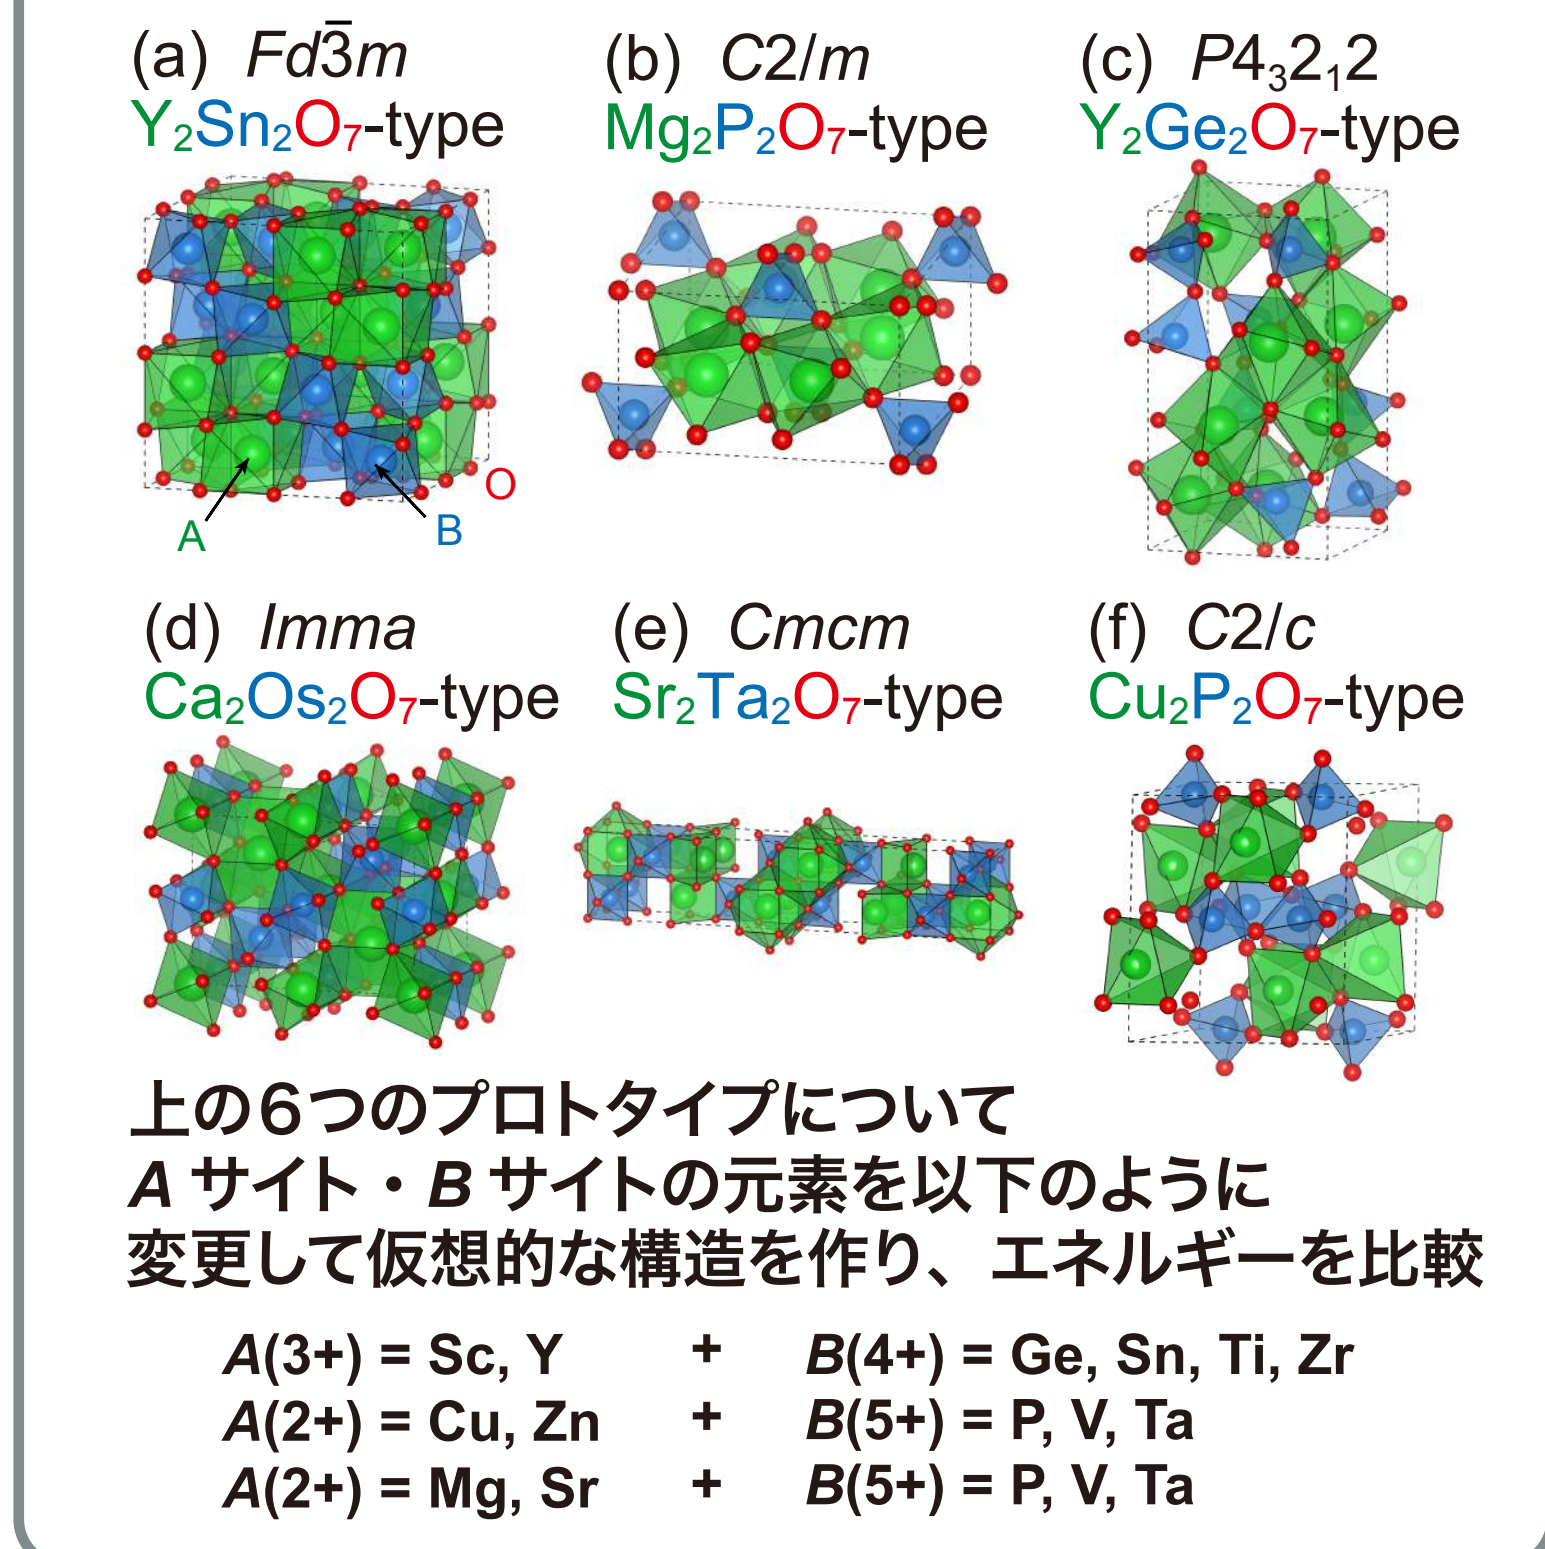 (a) Fd3̅m
(b) C2/m
(c) P4₃2₁2
Y₂Sn₂O₇-type
Mg₂P₂O₇-type
Y₂Ge₂O₇-type
O
A
B
(d) Imma
(e) Cmcm
(f) C2/c
Ca₂Os₂O₇-type
Sr₂Ta₂O₇-type
Cu₂P₂O₇-type
上の６つのプロトタイプについて
A サイト・B サイトの元素を以下のように
変更して仮想的な構造を作り、エネルギーを比較
A(3+) = Sc, Y + B(4+) = Ge, Sn, Ti, Zr
A(2+) = Cu, Zn + B(5+) = P, V, Ta
A(2+) = Mg, Sr + B(5+) = P, V, Ta